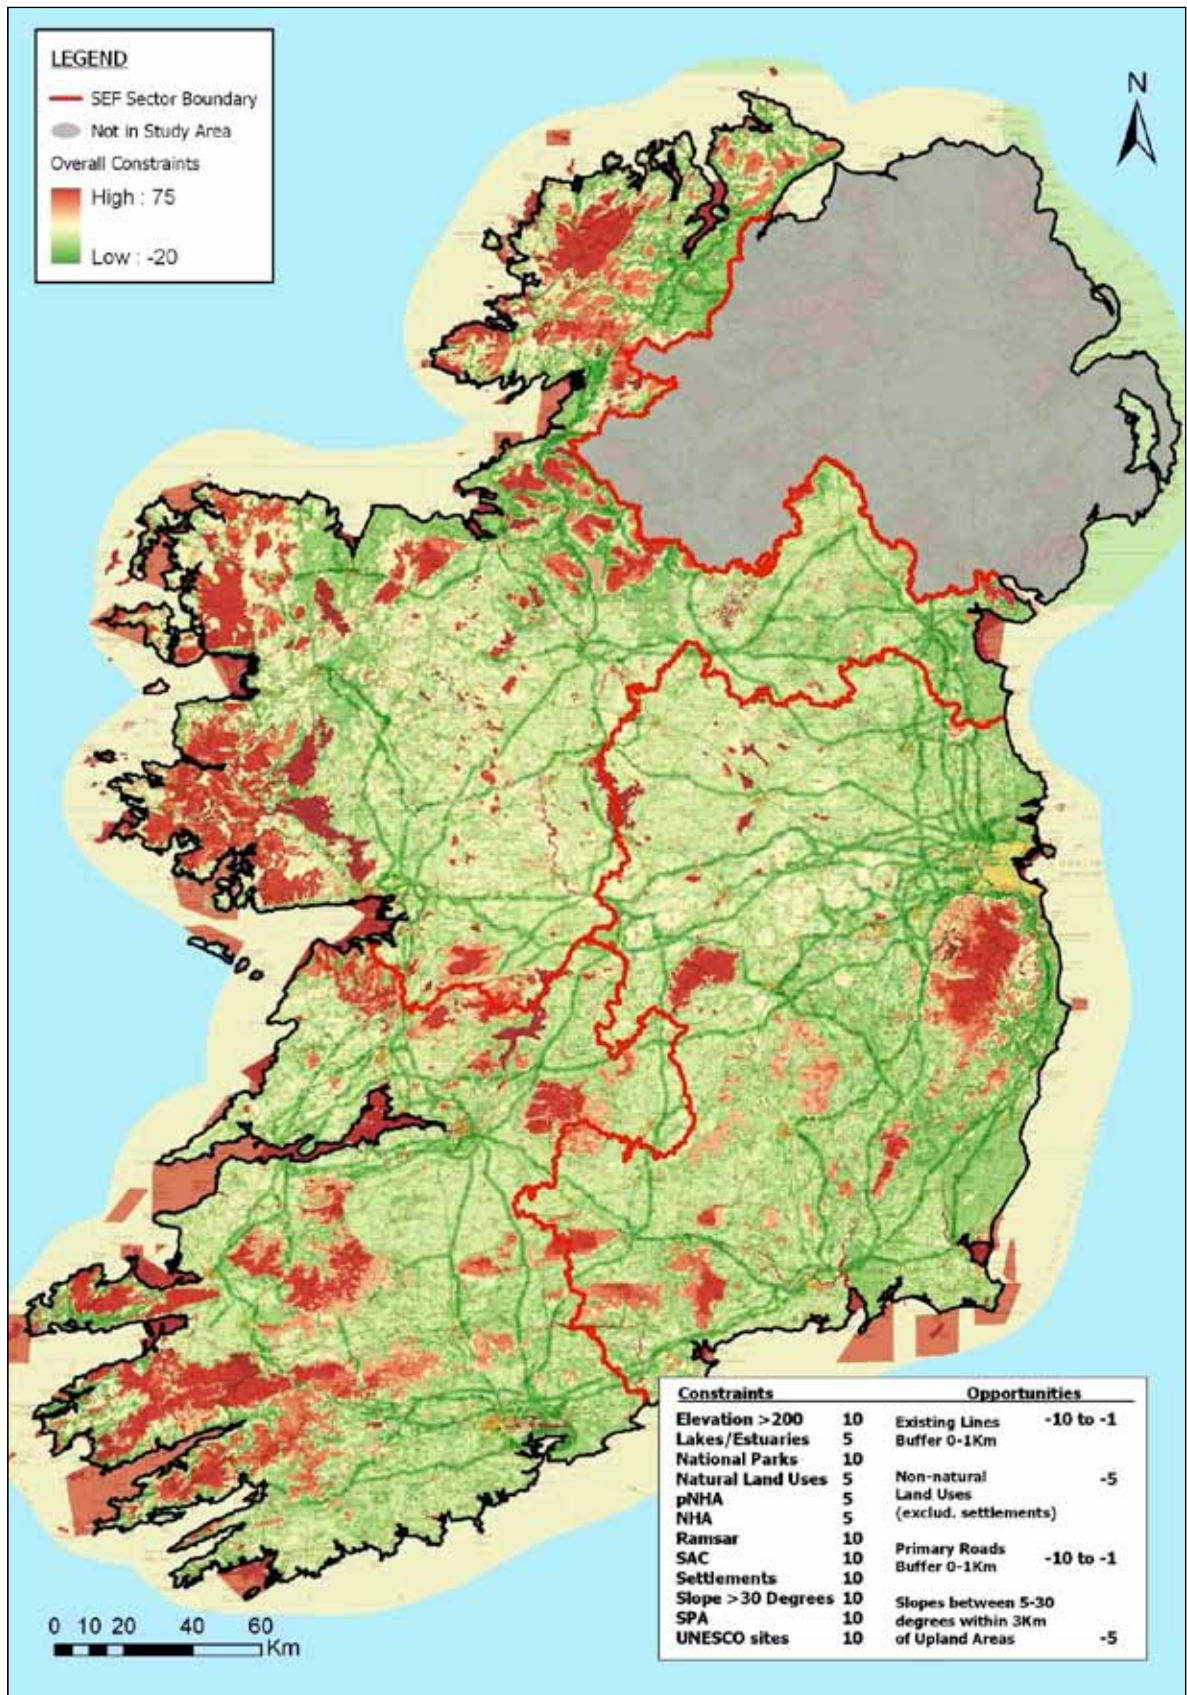 LEGEND
SEF Sector Boundary
Not in Study Area
Overall Constraints
High : 75
Low : -20
N
Constraints Opportunities
Elevation >200 10 Existing Lines -10 to -1
Lakes/Estuaries 5 Buffer 0-1Km
National Parks 10
Natural Land Uses 5 Non-natural -5
pNHA 5 Land Uses
NHA 5 (exclud. settlements)
Ramsar 10
SAC 10 Primary Roads -10 to -1
Settlements 10 Buffer 0-1Km
Slope >30 Degrees 10 Slopes between 5-30
SPA 10 degrees within 3Km
UNESCO sites 10 of Upland Areas -5
0 10 20 40 60
Km